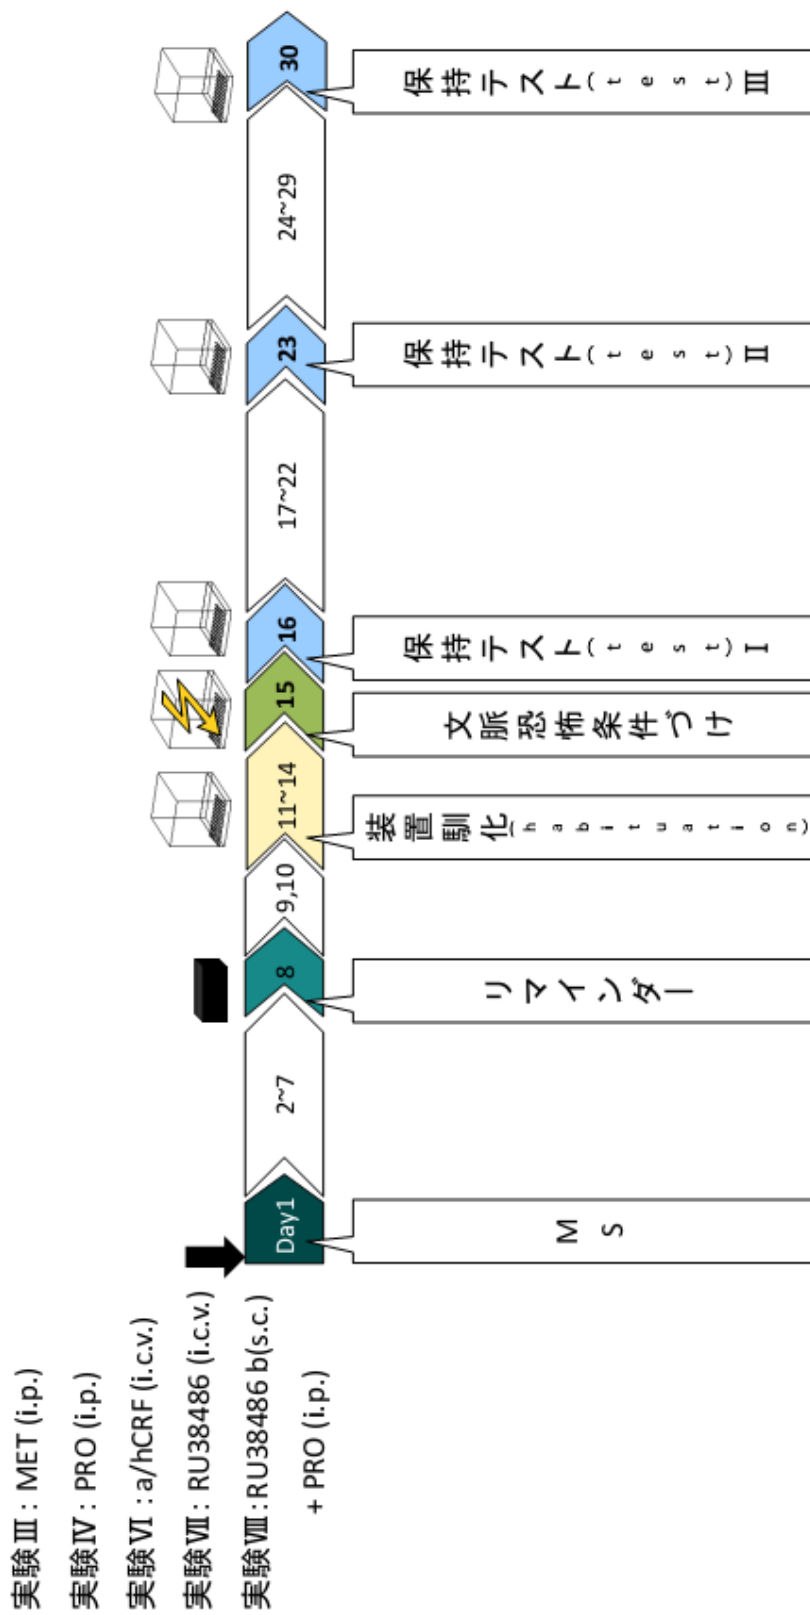 実験Ⅲ : MET (i.p.)
実験Ⅳ : PRO (i.p.)
実験Ⅵ : a/hCRF (i.c.v.)
実験Ⅶ : RU38486 (i.c.v.)
実験Ⅷ :RU38486 b(s.c.)
+ PRO (i.p.)
Day1
2~7
8
9,10
11~14
15
16
17~22
23
24~29
30
MS
リマインダー
装置馴化(habituation)
文脈恐怖条件づけ
保持テスト(test)Ⅰ
保持テスト(test)Ⅱ
保持テスト(test)Ⅲ